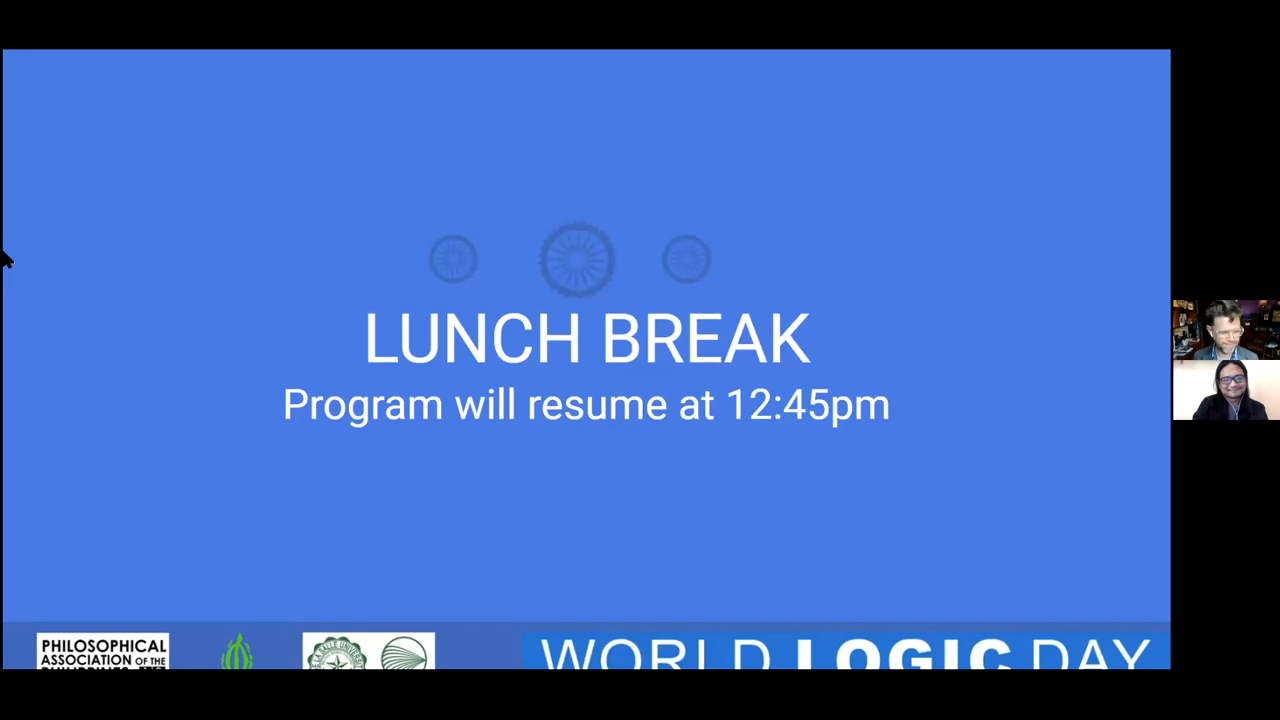 LUNCH BREAK
Program will resume at 12:45pm
PHILOSOPHICAL
ASSOCIATION OF THE
WORLD LOGIC DAY